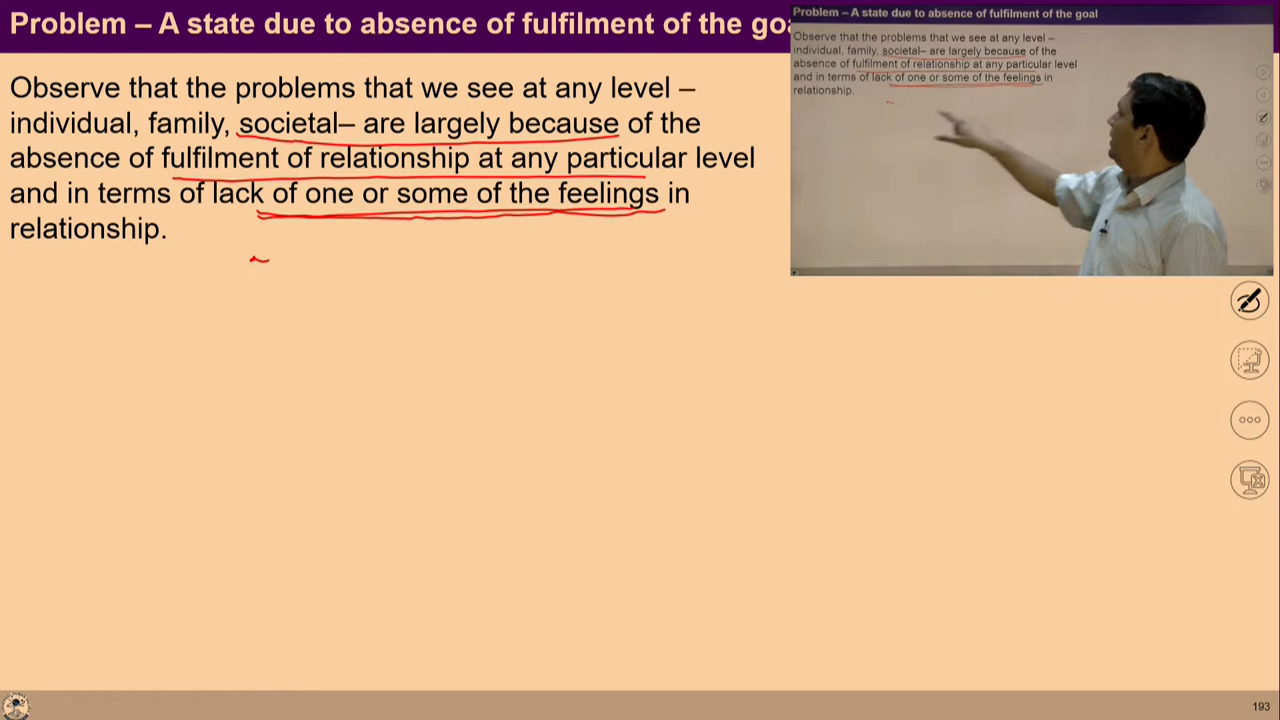 Problem – A state due to absence of fulfilment of the goa
Observe that the problems that we see at any level –
individual, family, societal– are largely because of the
absence of fulfilment of relationship at any particular level
and in terms of lack of one or some of the feelings in
relationship.
Problem – A state due to absence of fulfilment of the goal
Observe that the problems that we see at any level –
individual, family, societal– are largely because of the
absence of fulfilment of relationship at any particular level
and in terms of lack of one or some of the feelings in
relationship.
193